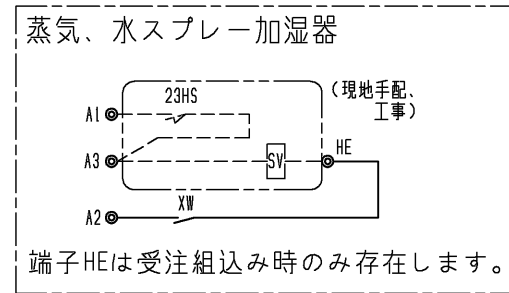 蒸気、水スプレー加湿器
23HS
(現地手配、
工事)
A1
HE
A3
SV
XW
A2
端子HEは受注組込み時のみ存在します。